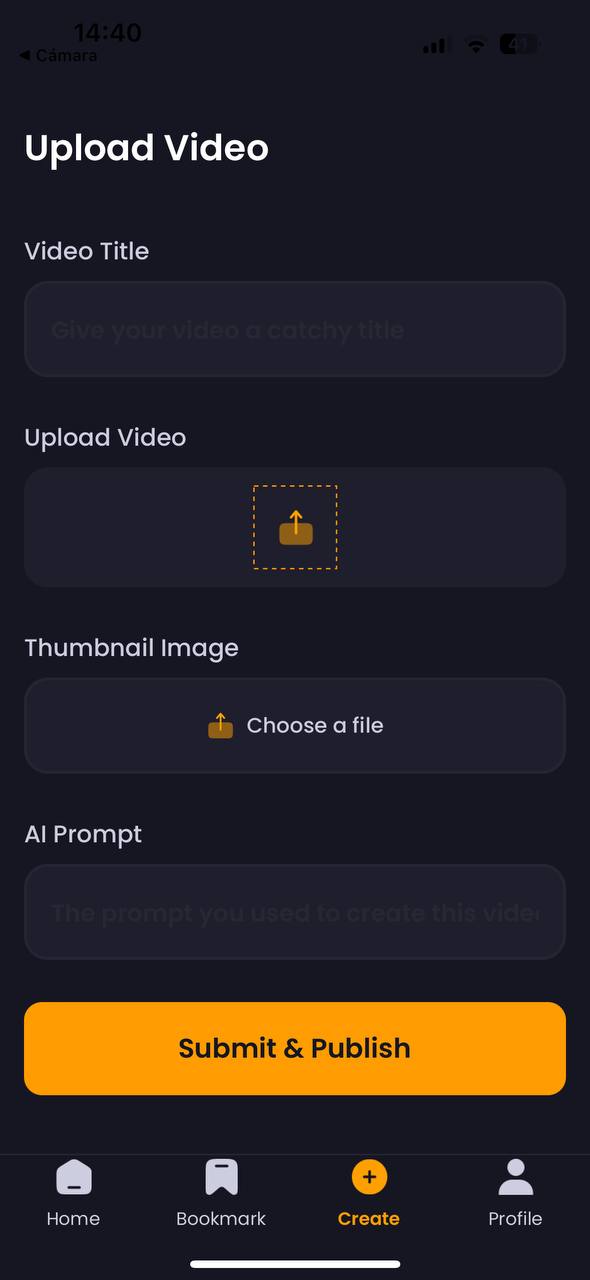 14:40
◀ Cámara
41
Upload Video
Video Title
Give your video a catchy title
Upload Video
Thumbnail Image
Choose a file
AI Prompt
The prompt you used to create this vide
Submit & Publish
Home
Bookmark
Create
Profile